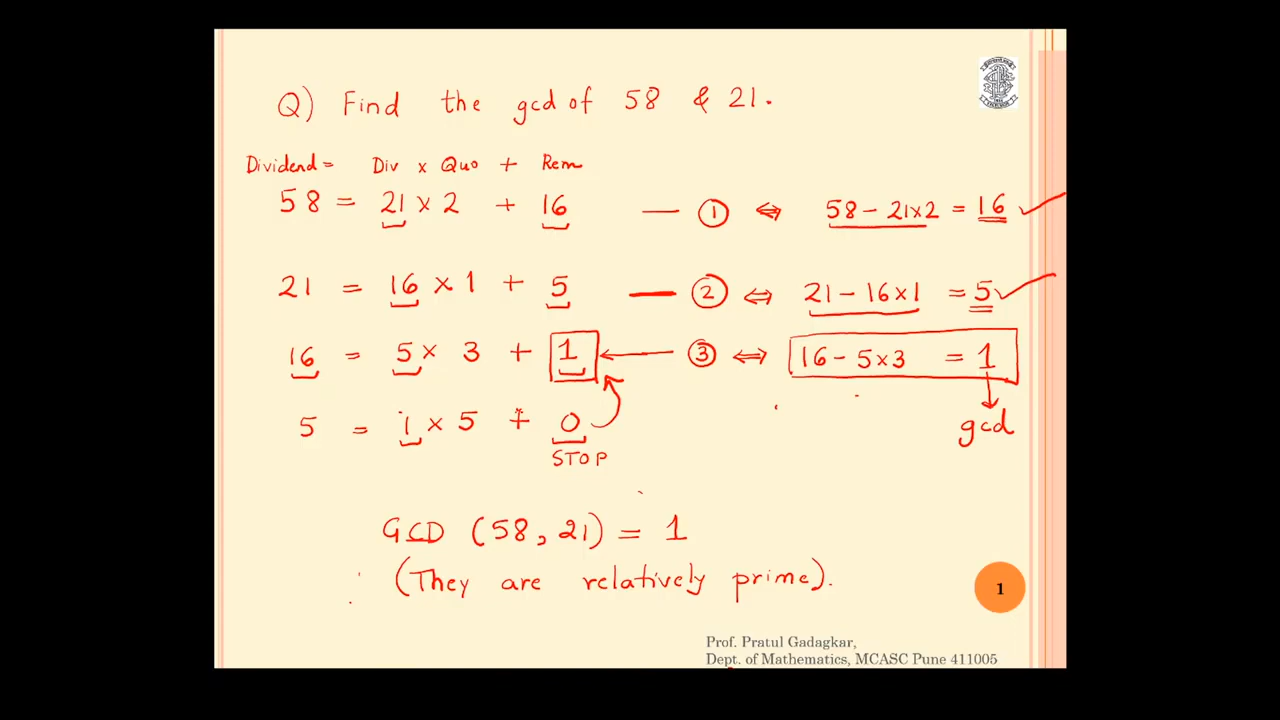 Q) Find the gcd of 58 & 21.
Dividend = Div x Quo + Rem
58 = 21 x 2 + 16 — ① ⇔ 58 - 21x2 = 16 ✓
21 = 16 x 1 + 5 — ② ⇔ 21 - 16x1 = 5 ✓
16 = 5 x 3 + 1 ← ③ ⇔ 16 - 5x3 = 1
5 = 1 x 5 + 0 gcd
STOP
GCD (58, 21) = 1
(They are relatively prime).
1
Prof. Pratul Gadagkar,
Dept. of Mathematics, MCASC Pune 411005